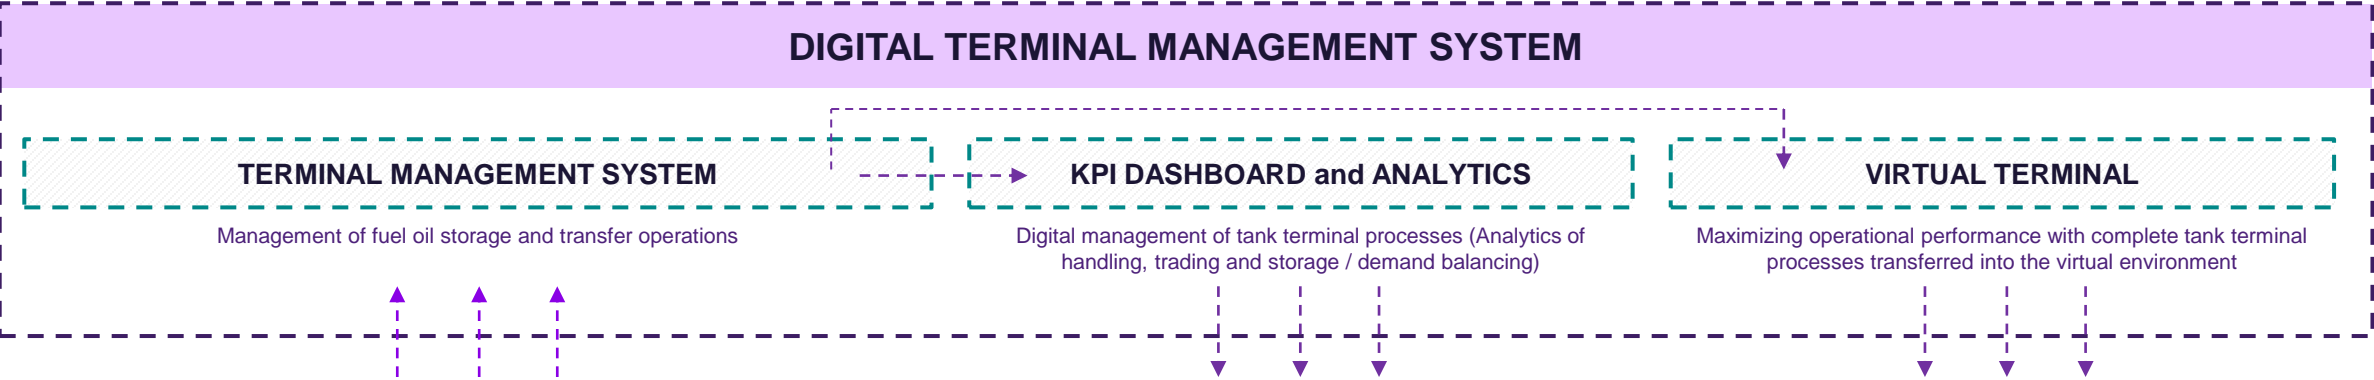 DIGITAL TERMINAL MANAGEMENT SYSTEM
TERMINAL MANAGEMENT SYSTEM
Management of fuel oil storage and transfer operations
KPI DASHBOARD and ANALYTICS
Digital management of tank terminal processes (Analytics of
handling, trading and storage / demand balancing)
VIRTUAL TERMINAL
Maximizing operational performance with complete tank terminal
processes transferred into the virtual environment